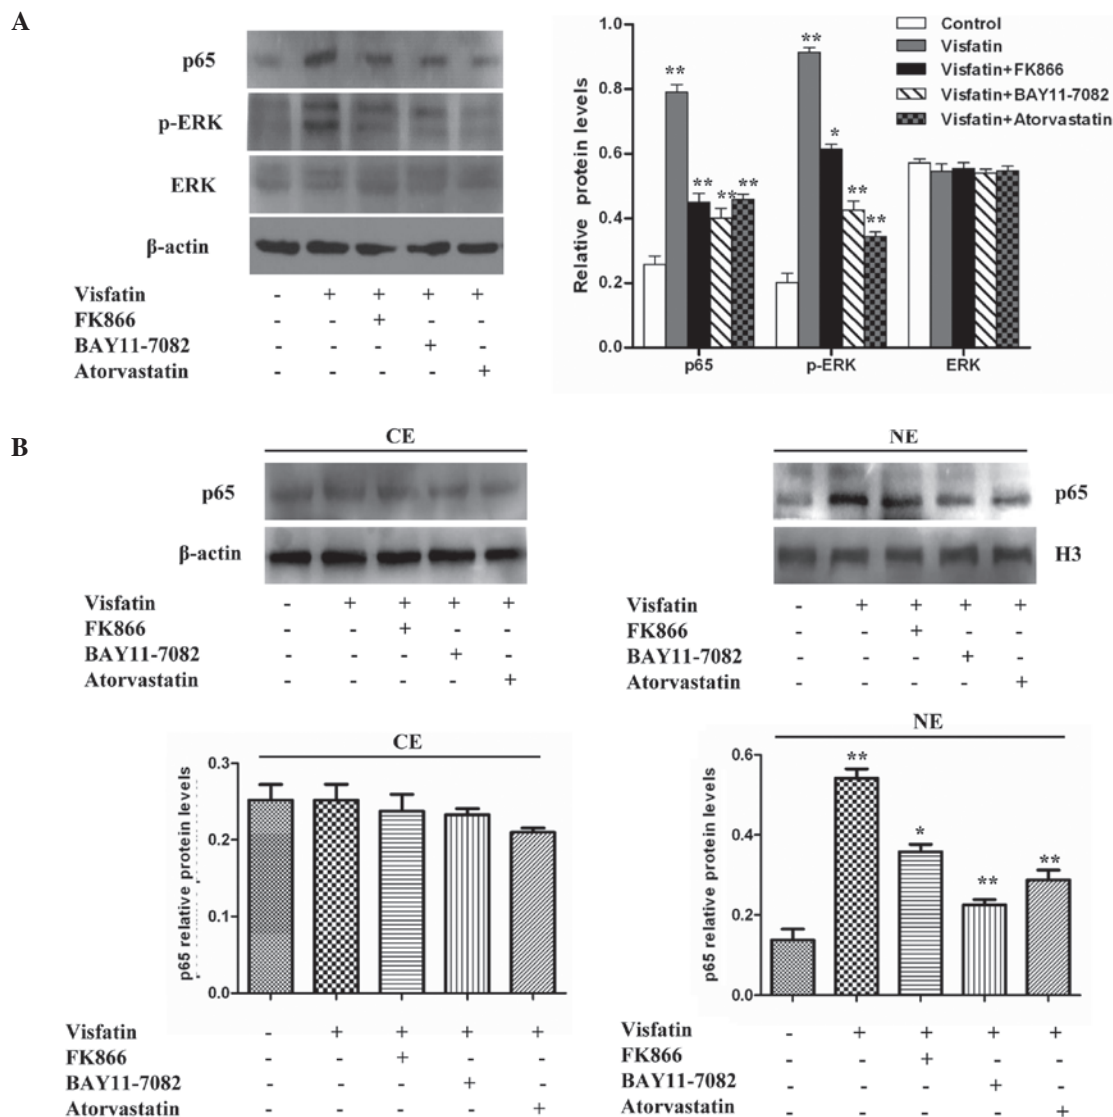 A
p65
p-ERK
ERK
β-actin
Visfatin - + + + +
FK866 - - + - -
BAY11-7082 - - - + -
Atorvastatin - - - - +
Relative protein levels
1.0
0.8
0.6
0.4
0.2
0.0
** ** ** ** **
** * ** **
p65 p-ERK ERK
Control
Visfatin
Visfatin+FK866
Visfatin+BAY11-7082
Visfatin+Atorvastatin
B
CE
p65
β-actin
Visfatin - + + + +
FK866 - - + - -
BAY11-7082 - - - + -
Atorvastatin - - - - +
NE
p65
H3
Visfatin - + + + +
FK866 - - + - -
BAY11-7082 - - - + -
Atorvastatin - - - - +
CE
p65 relative protein levels
0.3
0.2
0.1
0.0
Visfatin - + + + +
FK866 - - + - -
BAY11-7082 - - - + -
Atorvastatin - - - - +
NE
p65 relative protein levels
0.6
0.4
0.2
0.0
** * ** **
Visfatin - + + + +
FK866 - - + - -
BAY11-7082 - - - + -
Atorvastatin - - - - +